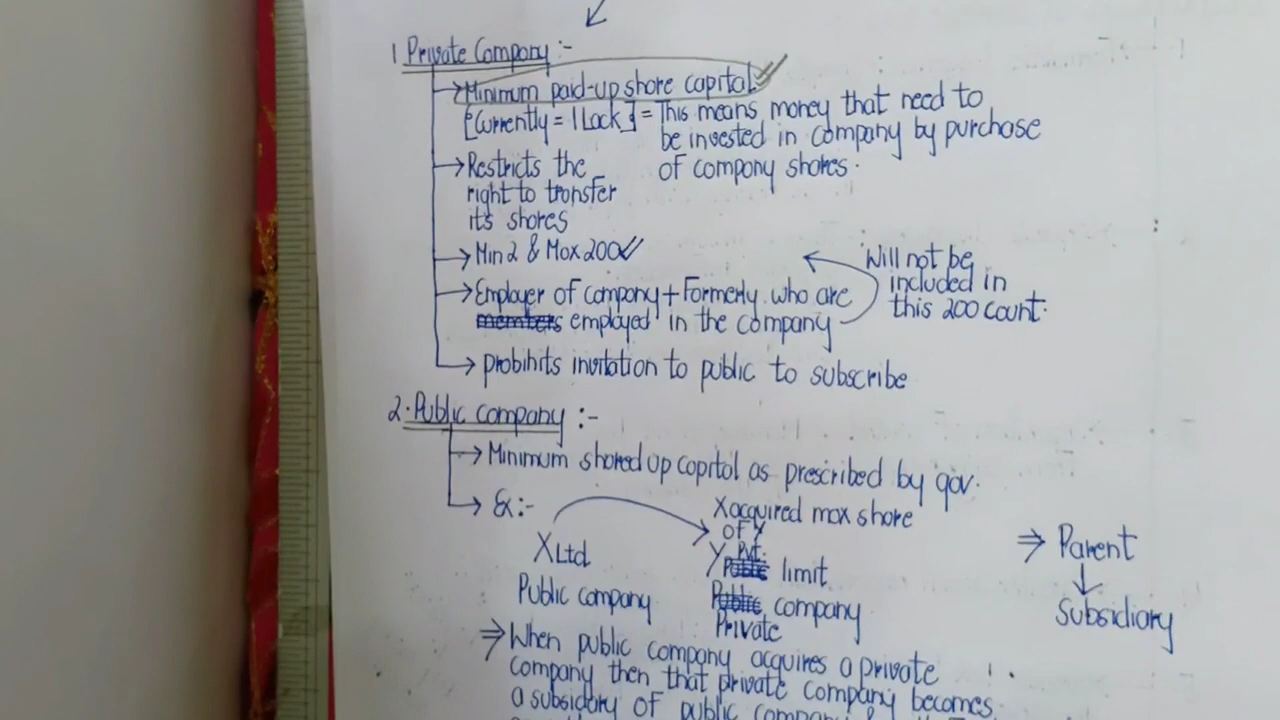 1 Private Company :-
→ Minimum paid-up share capital
[Currently = 1 Lack] = This means money that need to
be invested in company by purchase
of company shores.
→ Restricts the
right to transfer
its shores
→ Min 2 & Max 200
→ Employer of company + Formerly who are
employed in the company
Will not be
included in
this 200 count.
→ probihits invitation to public to subscribe
2. Public company :-
→ Minimum shared up capital as prescribed by gov.
→ Ex:-
X acquired max share
of Y
X Ltd
Y Pvt. limit
Public company
company
Private
⇒ Parent
↓
Subsidiary
⇒ When public company acquires a private
company then that private company becomes
a subsidary of public company &